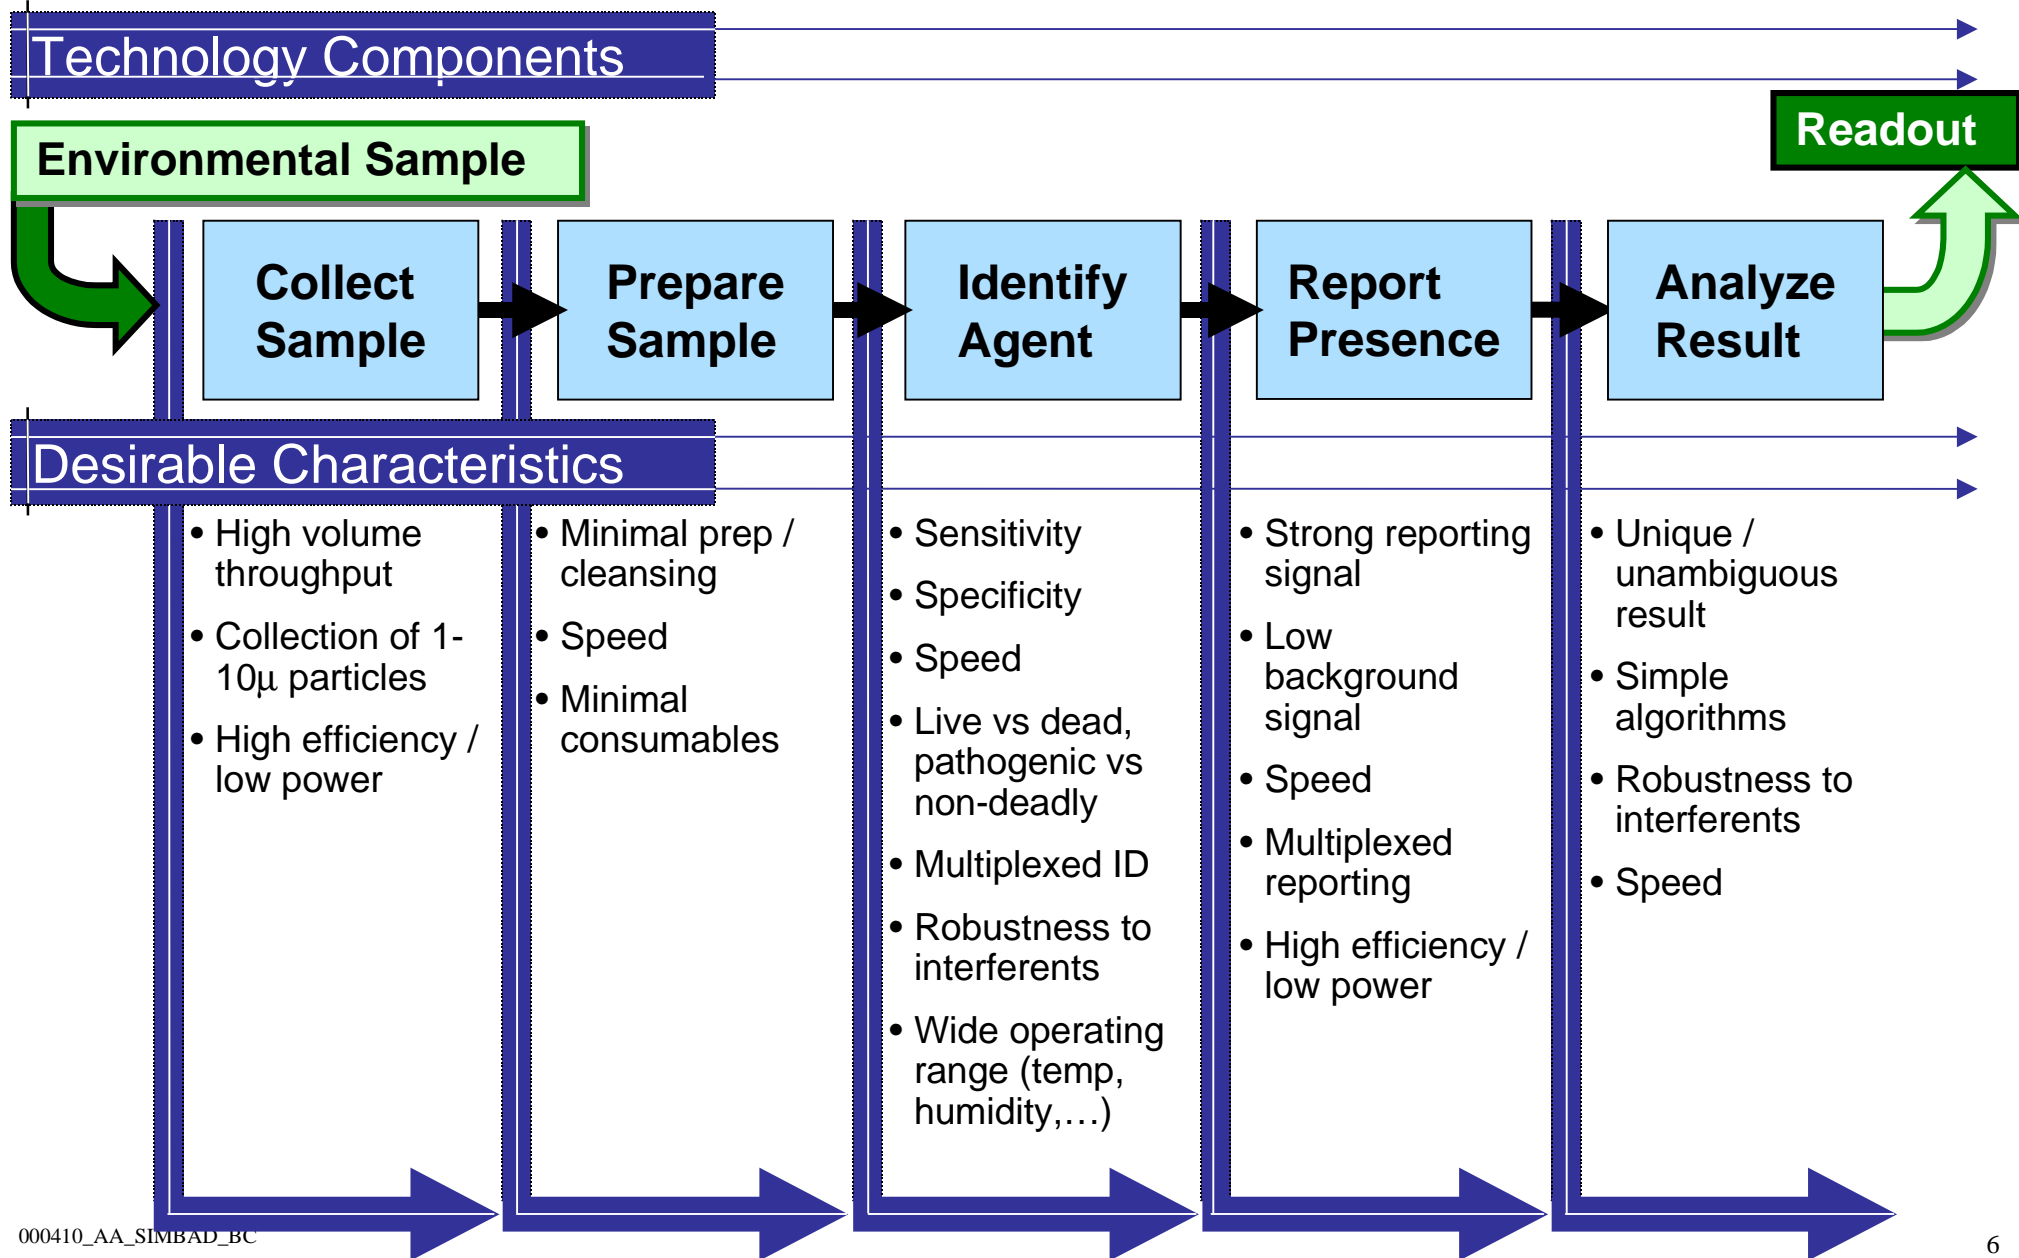 Technology Components
Environmental Sample
Readout
Collect
Sample
Prepare
Sample
Identify
Agent
Report
Presence
Analyze
Result
Desirable Characteristics
• High volume
throughput
• Collection of 1-
10μ particles
• High efficiency /
low power
• Minimal prep /
cleansing
• Speed
• Minimal
consumables
• Sensitivity
• Specificity
• Speed
• Live vs dead,
pathogenic vs
non-deadly
• Multiplexed ID
• Robustness to
interferents
• Wide operating
range (temp,
humidity,…)
• Strong reporting
signal
• Low
background
signal
• Speed
• Multiplexed
reporting
• High efficiency /
low power
• Unique /
unambiguous
result
• Simple
algorithms
• Robustness to
interferents
• Speed
000410_AA_SIMBAD_BC
6